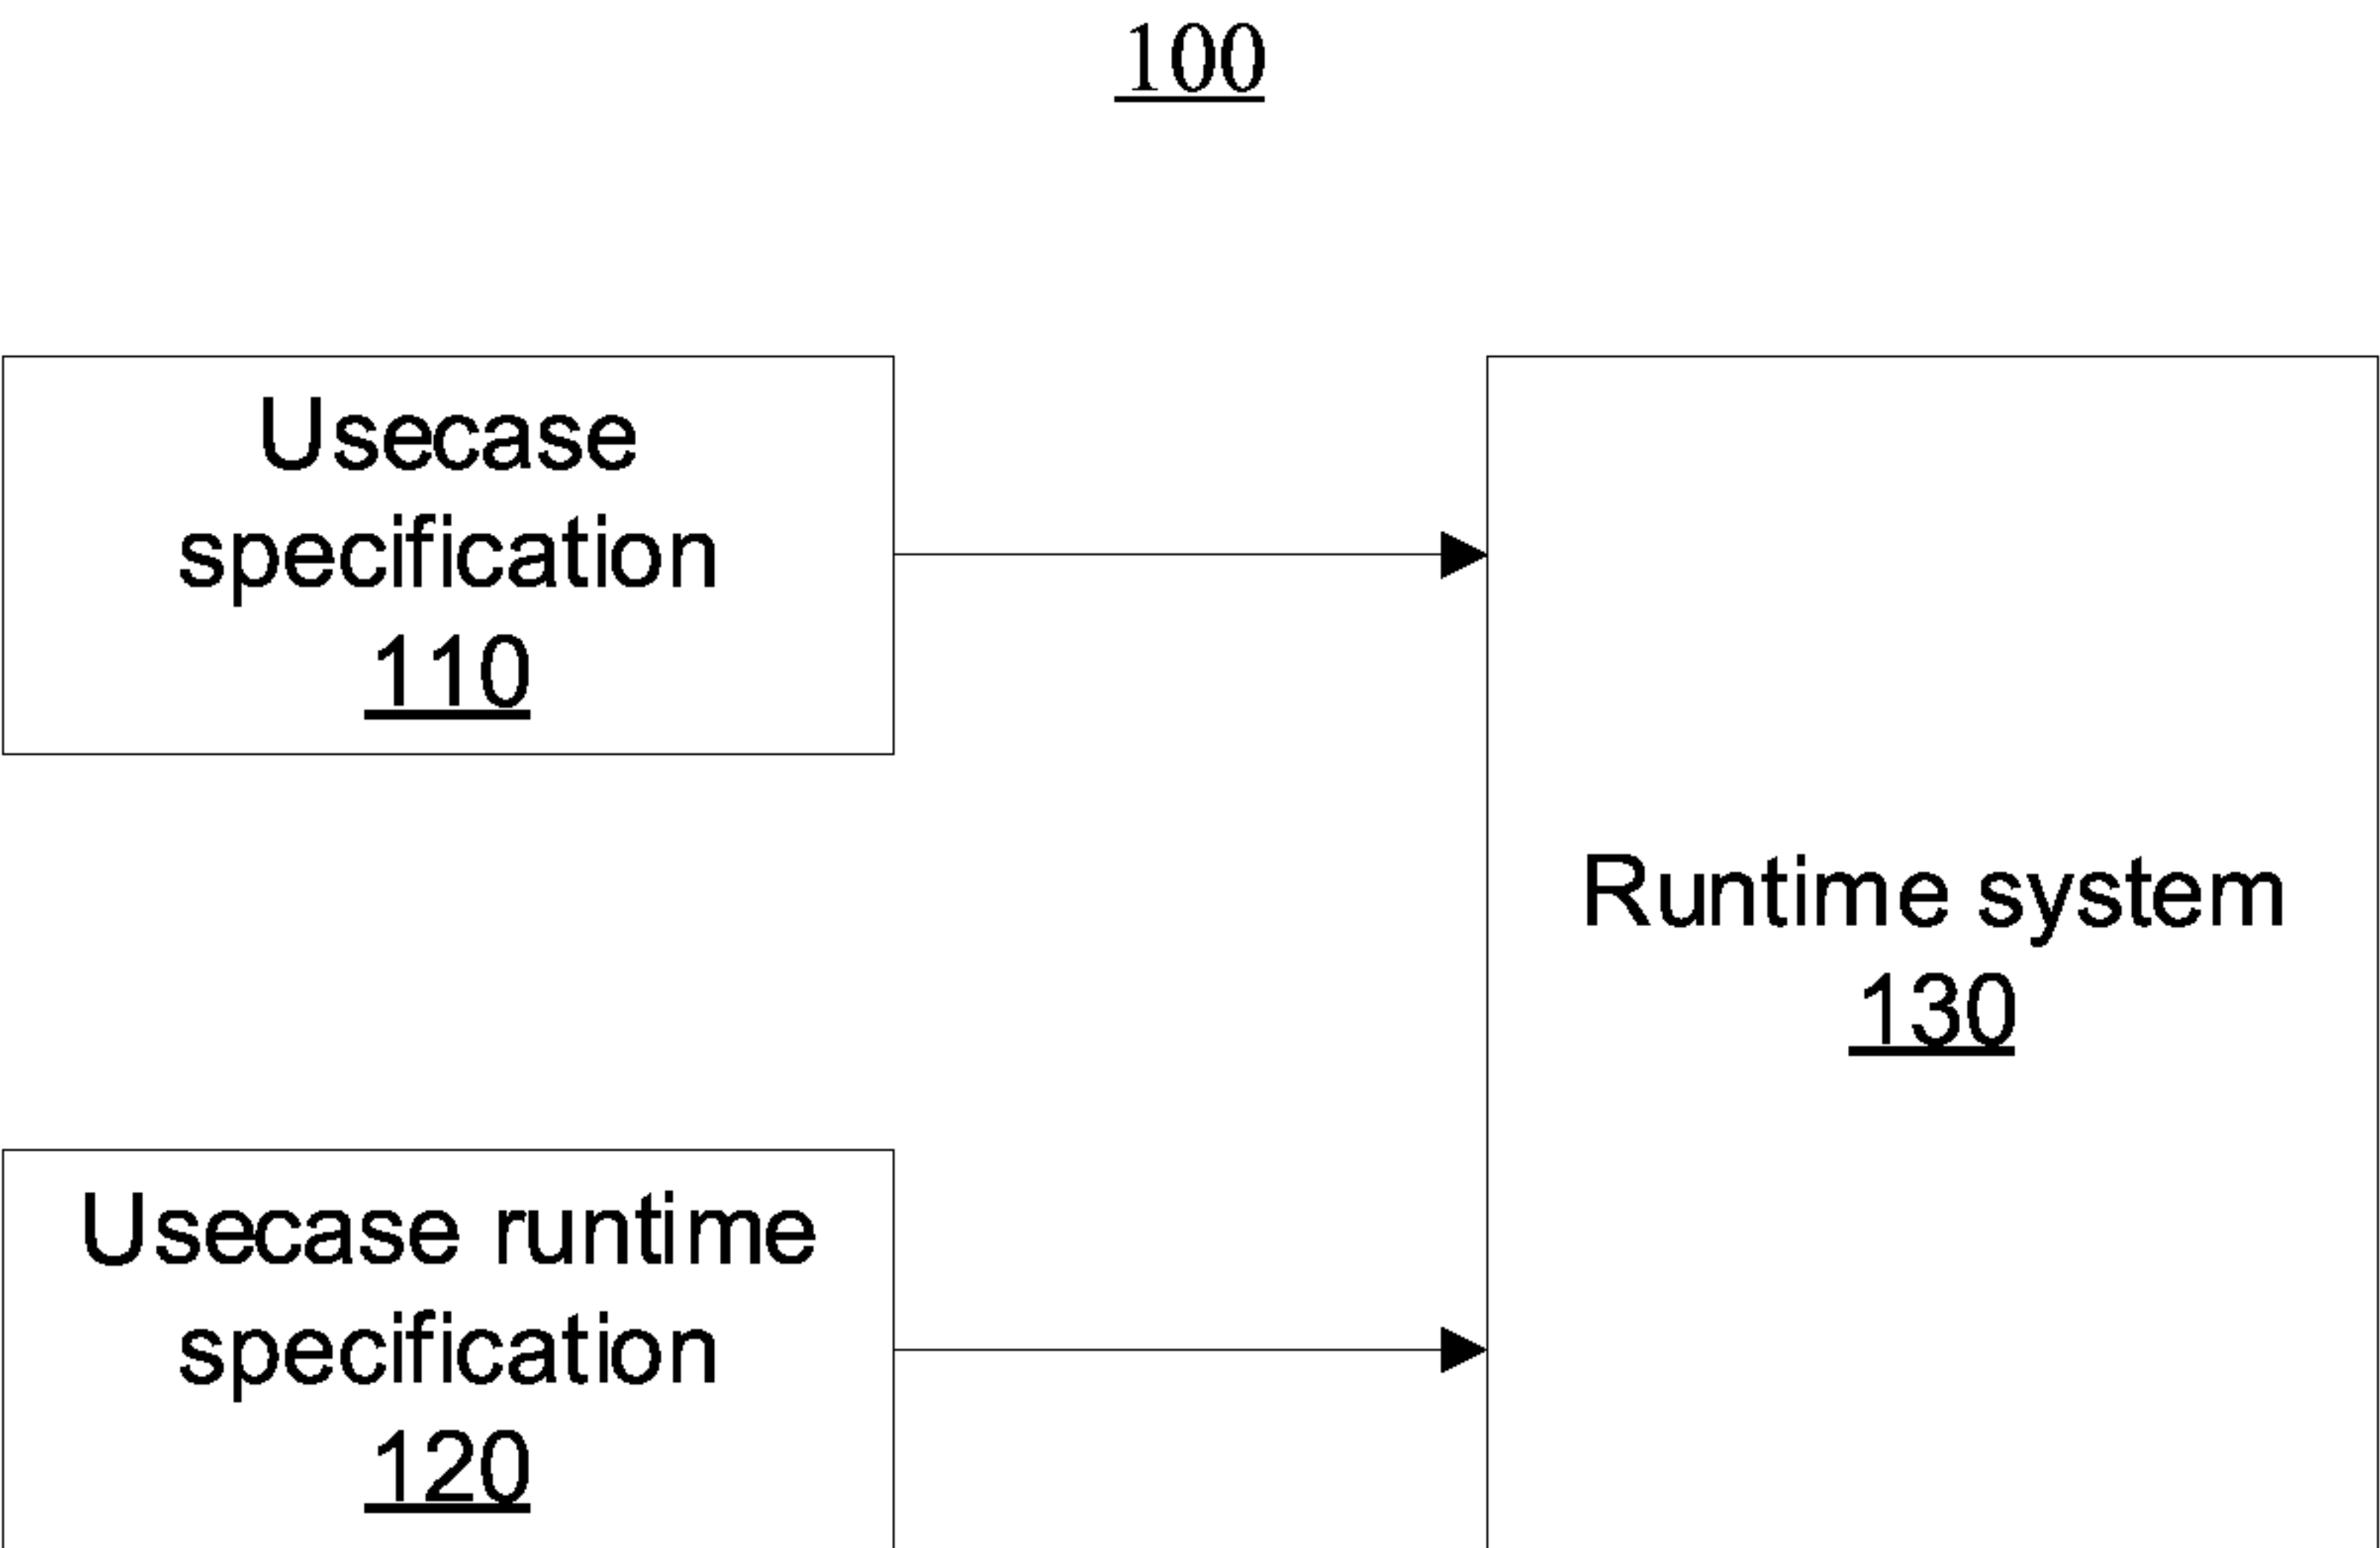 100
Usecase
specification
110
Runtime system
130
Usecase runtime
specification
120